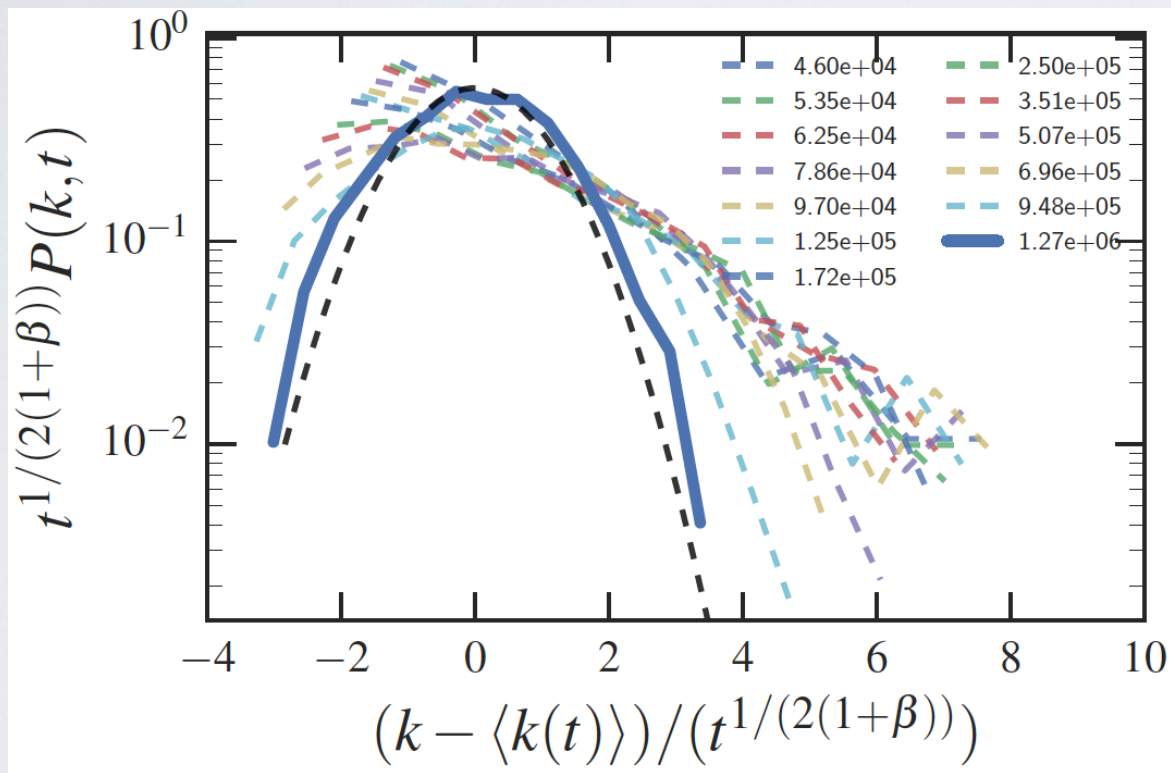 10⁰
10⁻¹
10⁻²
t^{1/(2(1+β))}P(k,t)
4.60e+04
5.35e+04
6.25e+04
7.86e+04
9.70e+04
1.25e+05
1.72e+05
2.50e+05
3.51e+05
5.07e+05
6.96e+05
9.48e+05
1.27e+06
−4 −2 0 2 4 6 8 10
(k − ⟨k(t)⟩)/(t^{1/(2(1+β))})